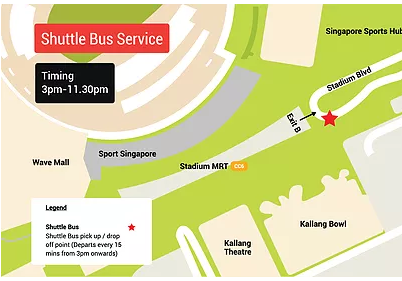 Shuttle Bus Service
Timing
3pm-11.30pm
Singapore Sports Hub
Stadium Blvd
Exit B
Wave Mall
Sport Singapore
Stadium MRT CC6
Kallang Bowl
Kallang
Theatre
Legend
Shuttle Bus
Shuttle Bus pick up / drop
off point (Departs every 15
mins from 3pm onwards)